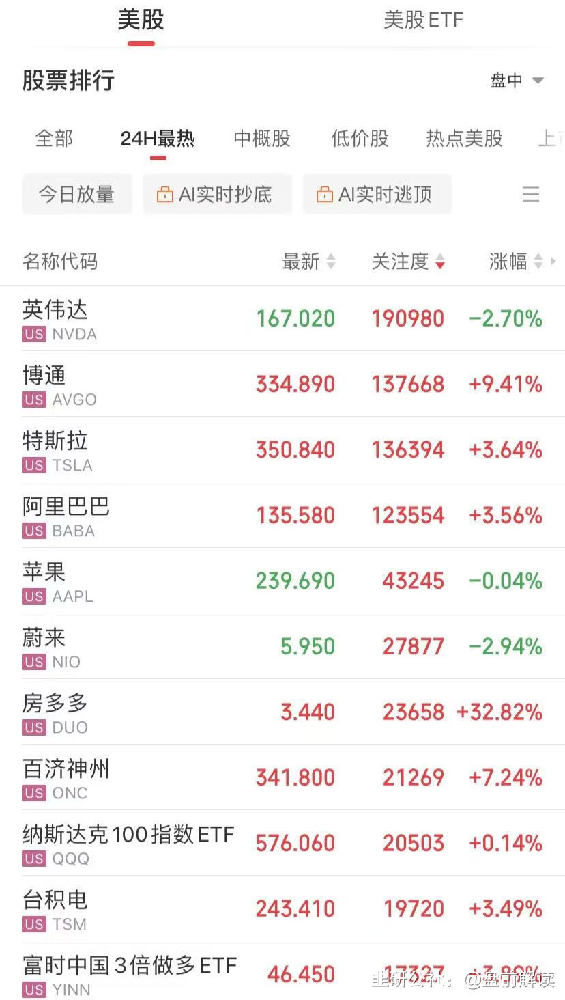 美股 美股ETF
股票排行 盘中
全部 24H最热 中概股 低价股 热点美股
今日放量 AI实时抄底 AI实时逃顶
名称代码 最新 关注度 涨幅
英伟达 167.020 190980 -2.70%
US NVDA
博通 334.890 137668 +9.41%
US AVGO
特斯拉 350.840 136394 +3.64%
US TSLA
阿里巴巴 135.580 123554 +3.56%
US BABA
苹果 239.690 43245 -0.04%
US AAPL
蔚来 5.950 27877 -2.94%
US NIO
房多多 3.440 23658 +32.82%
US DUO
百济神州 341.800 21269 +7.24%
US ONC
纳斯达克100指数ETF 576.060 20503 +0.14%
US QQQ
台积电 243.410 19720 +3.49%
US TSM
富时中国3倍做多ETF 46.450
US YINN
韭研公社：@盘前解读